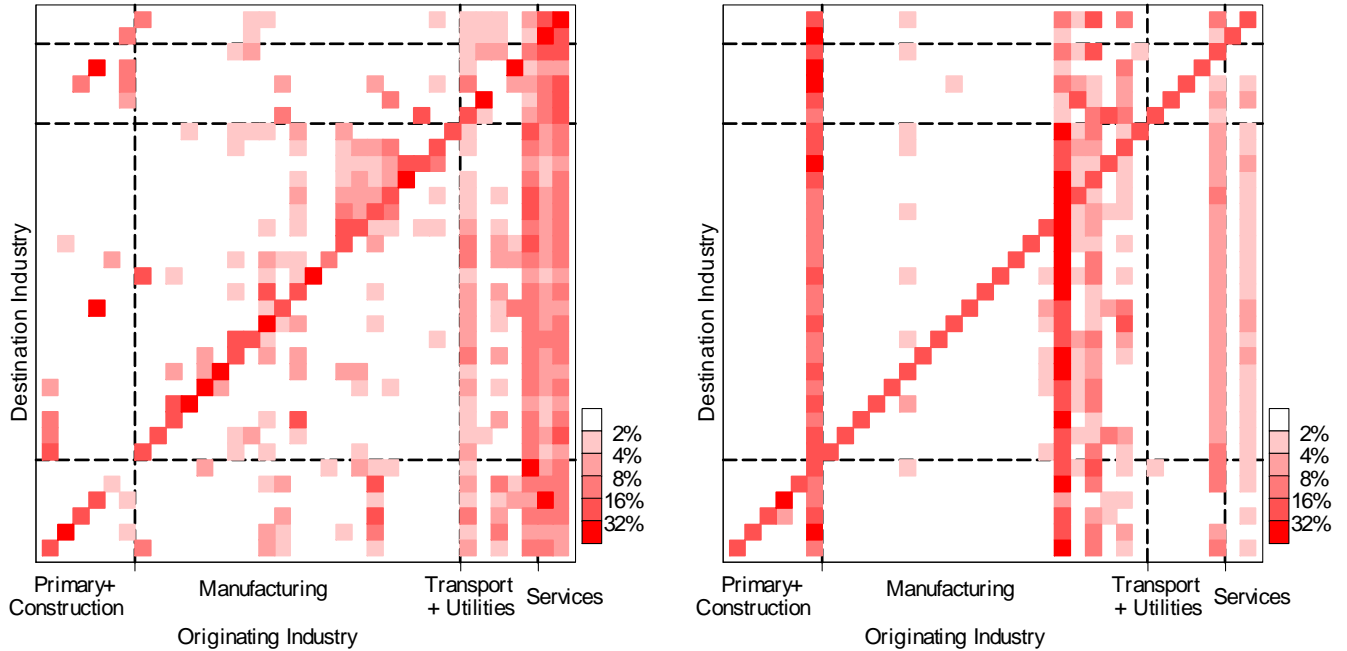 Destination Industry
2%
4%
8%
16%
32%
Primary+
Construction
Manufacturing
Transport
+ Utilities
Services
Originating Industry
Destination Industry
2%
4%
8%
16%
32%
Primary+
Construction
Manufacturing
Transport
+ Utilities
Services
Originating Industry